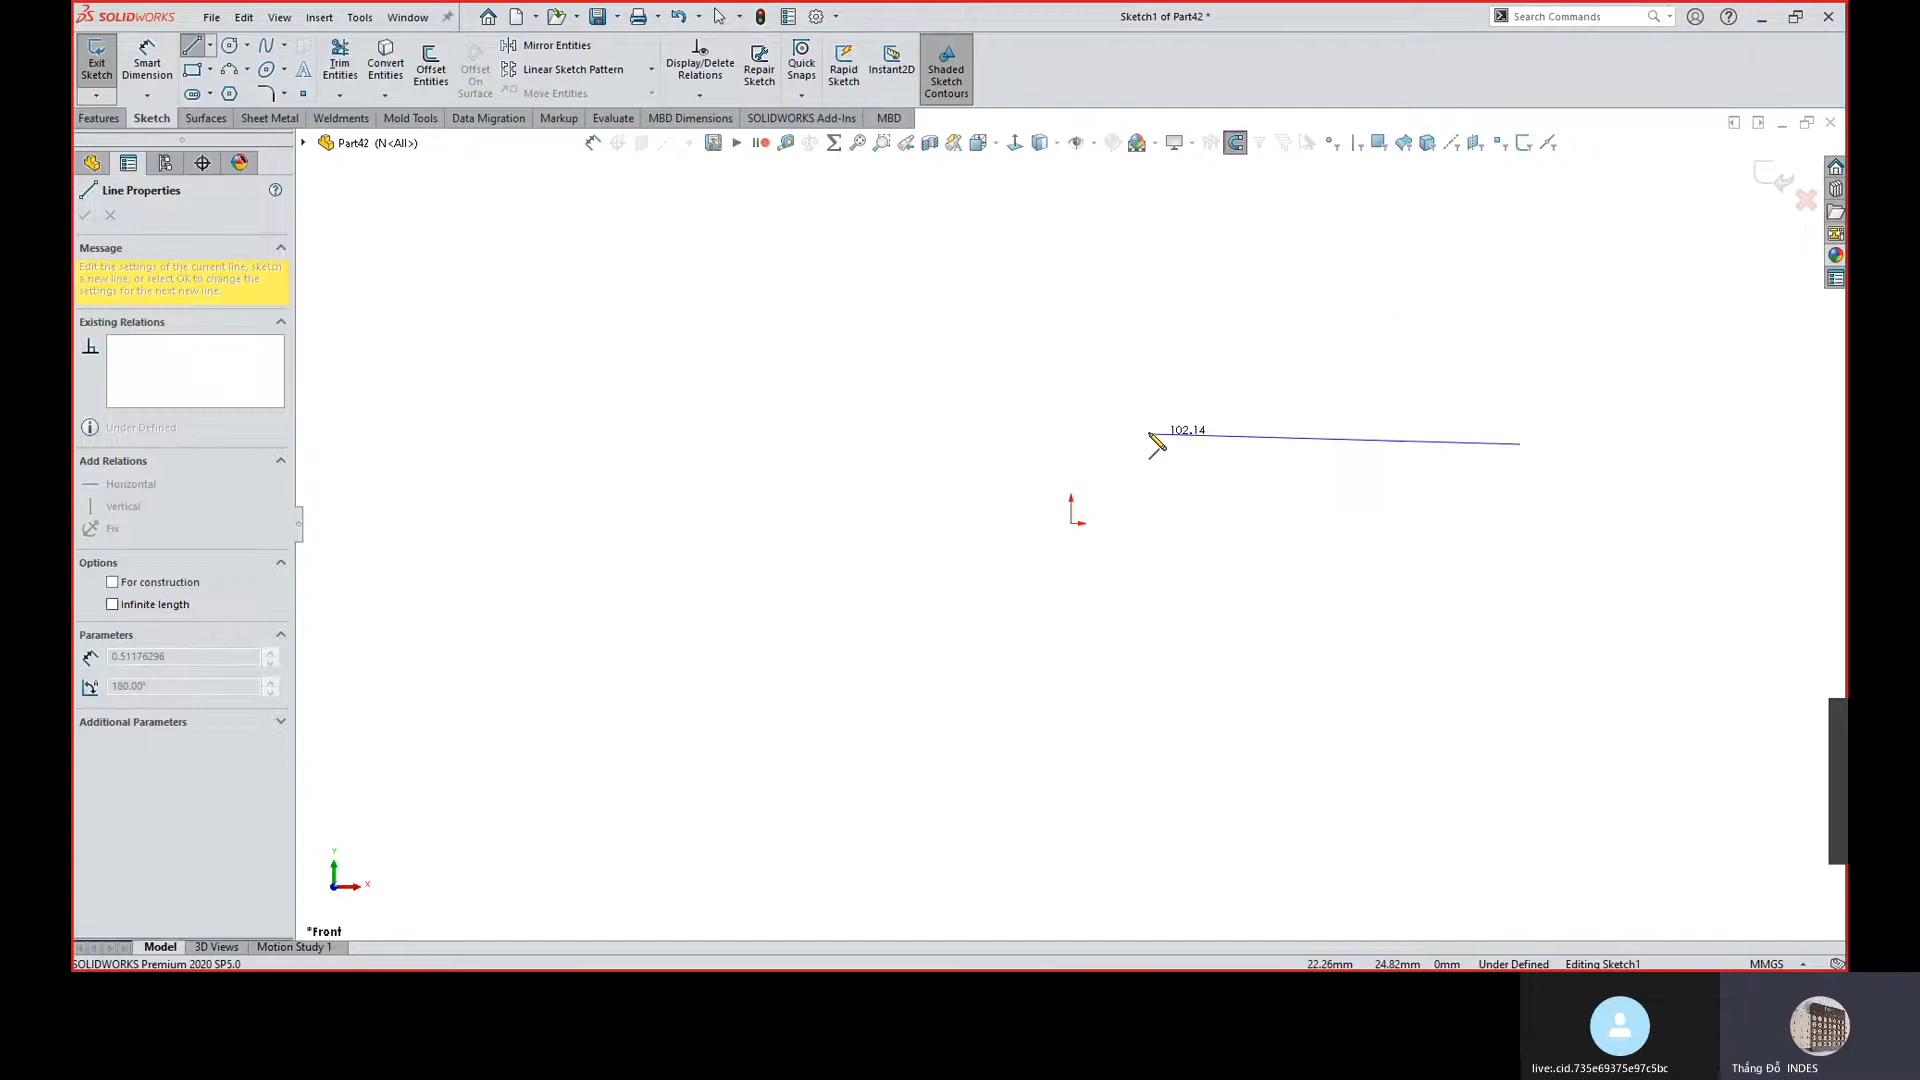 SOLIDWORKS File Edit View Insert Tools Window Sketch1 of Part42 * Search Commands
Exit Sketch
Smart Dimension
Trim Entities
Convert Entities
Offset Entities
Offset On Surface
Mirror Entities
Linear Sketch Pattern
Move Entities
Display/Delete Relations
Repair Sketch
Quick Snaps
Rapid Sketch
Instant2D
Shaded Sketch Contours
Features Sketch Surfaces Sheet Metal Weldments Mold Tools Data Migration Markup Evaluate MBD Dimensions SOLIDWORKS Add-Ins MBD
Part42 (N<All>)
Line Properties
Message
Edit the settings of the current line, sketch
a new line, or select OK to change the
settings for the next new line.
Existing Relations
Under Defined
Add Relations
Horizontal
Vertical
Fix
Options
For construction
Infinite length
Parameters
0.51176296
180.00°
Additional Parameters
102.14
Y
X
*Front
Model 3D Views Motion Study 1
SOLIDWORKS Premium 2020 SP5.0 22.26mm 24.82mm 0mm Under Defined Editing Sketch1 MMGS
live:.cid.735e69375e97c5bc
Thắng Đỗ INDES